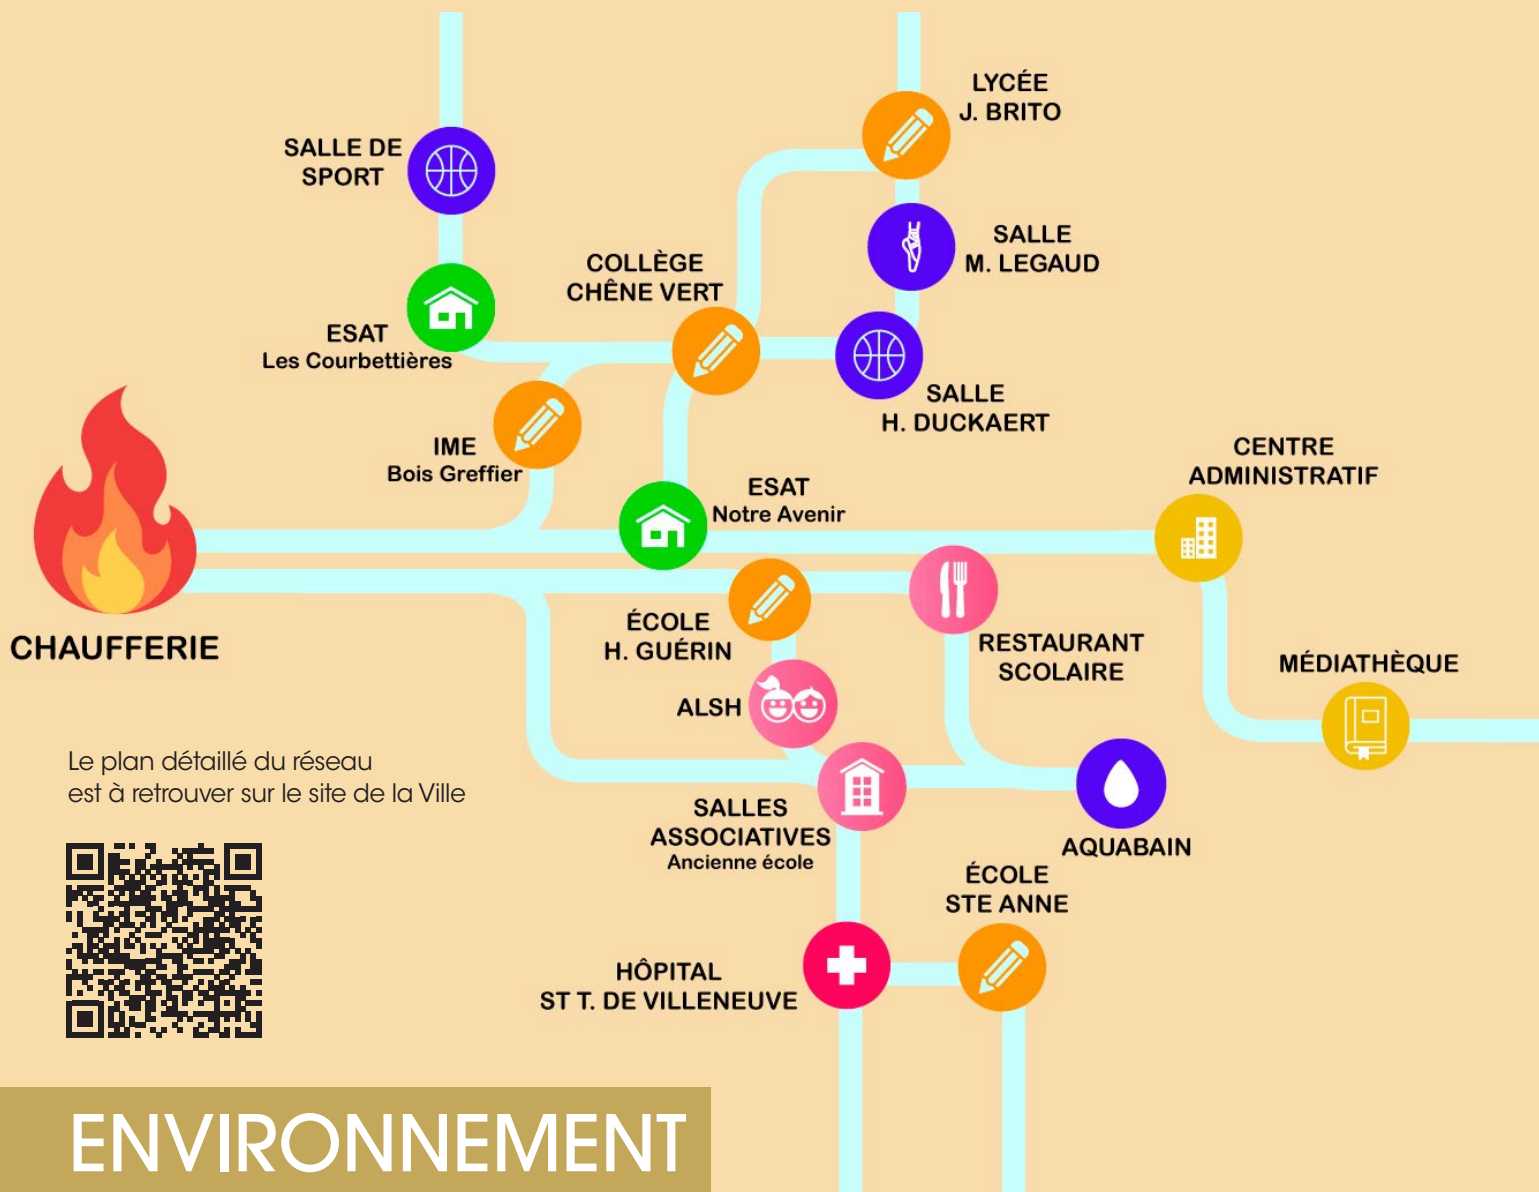 LYCÉE
J. BRITO
SALLE DE
SPORT
SALLE
M. LEGAUD
COLLÈGE
CHÊNE VERT
ESAT
Les Courbettières
SALLE
H. DUCKAERT
IME
Bois Greffier
CENTRE
ADMINISTRATIF
ESAT
Notre Avenir
CHAUFFERIE
ÉCOLE
H. GUÉRIN
RESTAURANT
SCOLAIRE
MÉDIATHÈQUE
ALSH
Le plan détaillé du réseau
est à retrouver sur le site de la Ville
SALLES
ASSOCIATIVES
Ancienne école
AQUABAIN
ÉCOLE
STE ANNE
HÔPITAL
ST T. DE VILLENEUVE
ENVIRONNEMENT